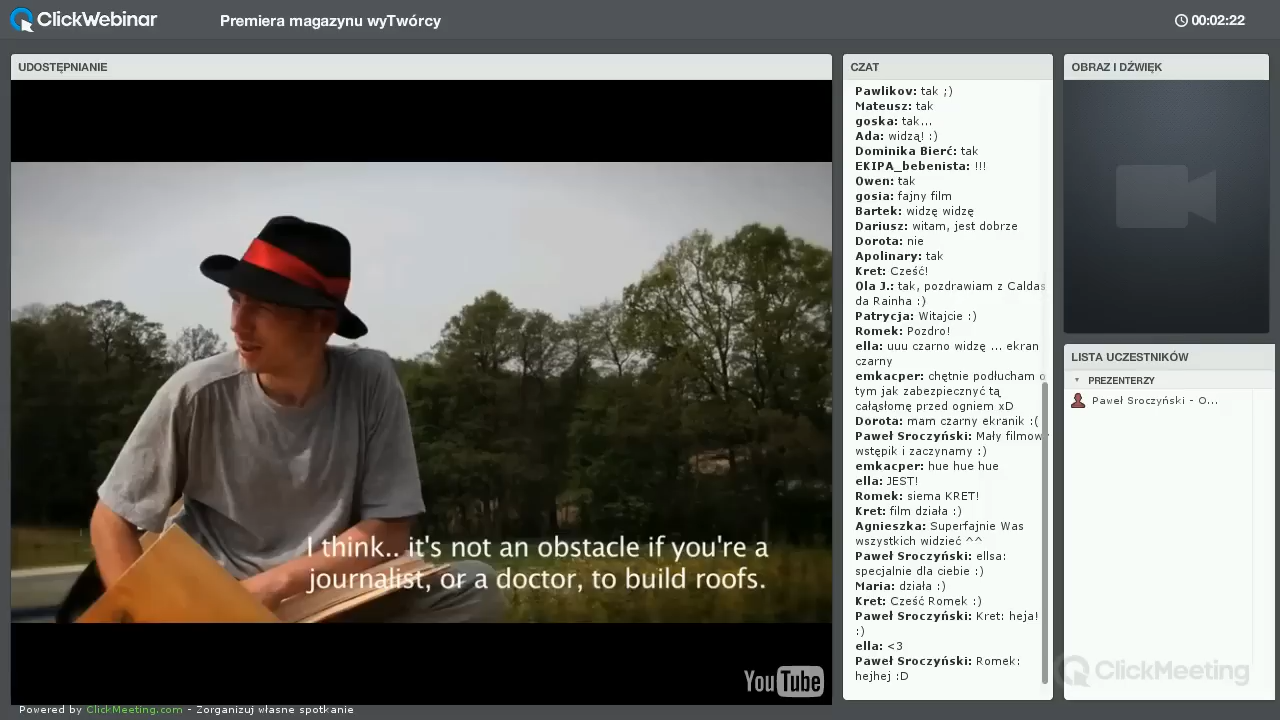 ClickWebinar
Premiera magazynu wyTwórcy
00:02:22
UDOSTĘPNIANIE
I think.. it's not an obstacle if you're a
journalist, or a doctor, to build roofs.
YouTube
CZAT
Pawlikov: tak ;)
Mateusz: tak
goska: tak...
Ada: widzą! :)
Dominika Bierć: tak
EKIPA_bebenista: !!!
Owen: tak
gosia: fajny film
Bartek: widzę widzę
Dariusz: witam, jest dobrze
Dorota: nie
Apolinary: tak
Kret: Cześć!
Ola J.: tak, pozdrawiam z Caldas
da Rainha :)
Patrycja: Witajcie :)
Romek: Pozdro!
ella: uuu czarno widzę ... ekran
czarny
emkacper: chętnie podłucham o
tym jak zabezpiecznyć tą
całąsłomę przed ogniem xD
Dorota: mam czarny ekranik :(
Paweł Sroczyński: Mały filmowy
wstępik i zaczynamy :)
emkacper: hue hue hue
ella: JEST!
Romek: siema KRET!
Kret: film działa :)
Agnieszka: Superfajnie Was
wszystkich widzieć ^^
Paweł Sroczyński: ellsa:
specjalnie dla ciebie :)
Maria: działa :)
Kret: Cześć Romek :)
Paweł Sroczyński: Kret: heja!
:)
ella: <3
Paweł Sroczyński: Romek:
hejhej :D
OBRAZ I DŹWIĘK
LISTA UCZESTNIKÓW
PREZENTERZY
Paweł Sroczyński - O...
ClickMeeting
Powered by ClickMeeting.com - Zorganizuj własne spotkanie